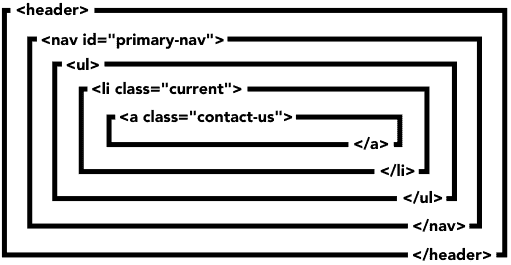 <header>
<nav id="primary-nav">
<ul>
<li class="current">
<a class="contact-us">
</a>
</li>
</ul>
</nav>
</header>